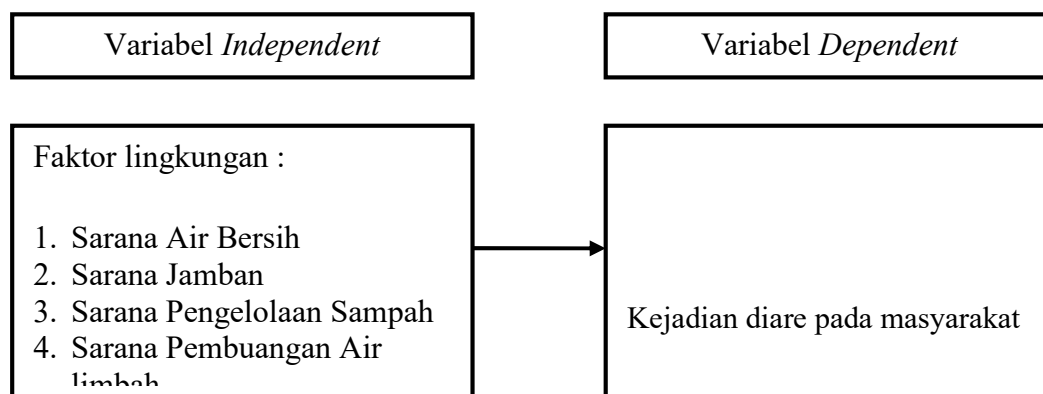 Variabel Independent
Variabel Dependent
Faktor lingkungan :
1. Sarana Air Bersih
2. Sarana Jamban
3. Sarana Pengelolaan Sampah
4. Sarana Pembuangan Air
limbah
Kejadian diare pada masyarakat